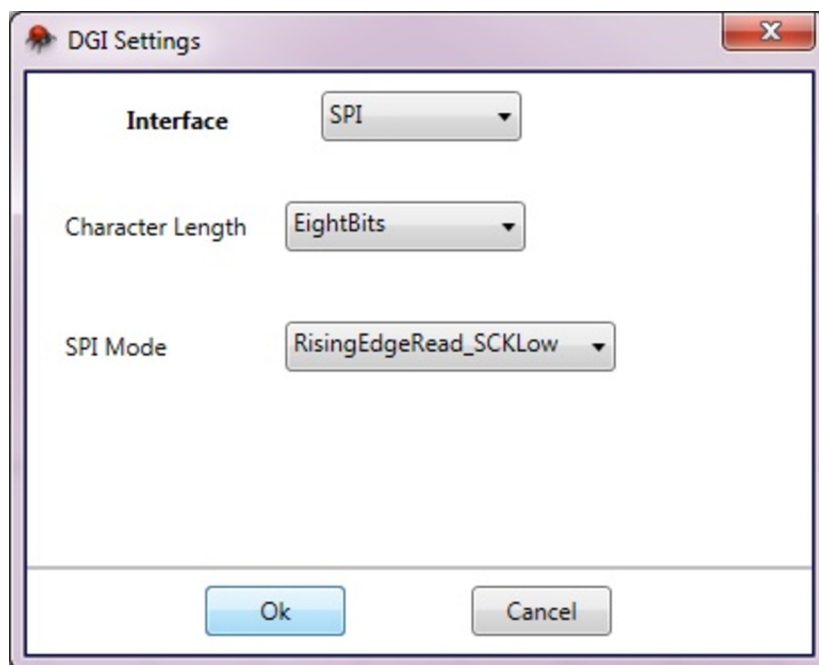 DGI Settings
Interface SPI
Character Length EightBits
SPI Mode RisingEdgeRead_SCKLow
Ok Cancel